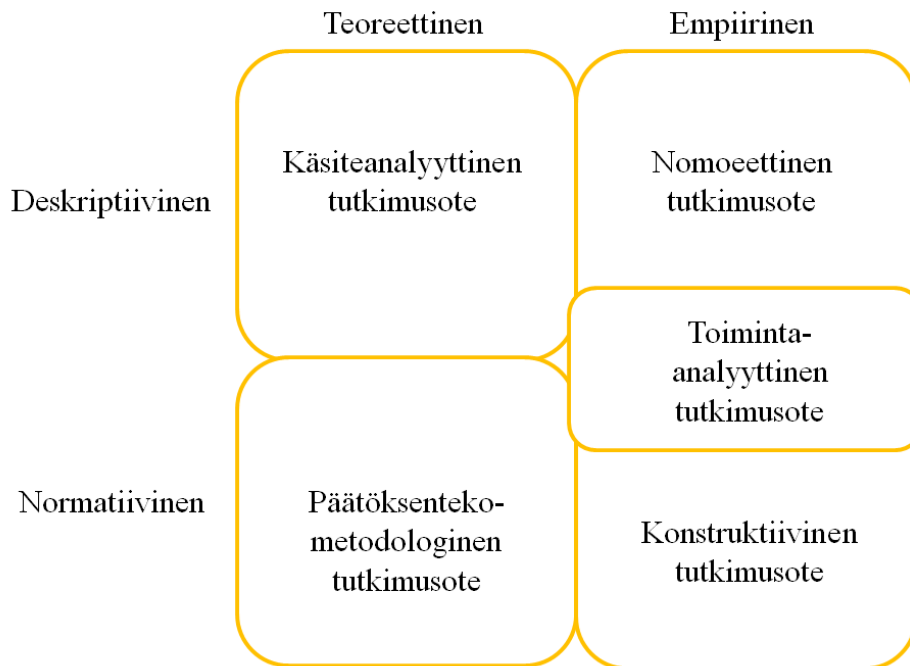 Teoreettinen Empiirinen
Käsiteanalyyttinen
tutkimusote
Nomoeettinen
tutkimusote
Deskriptiivinen
Toiminta-
analyyttinen
tutkimusote
Normatiivinen
Päätöksenteko-
metodologinen
tutkimusote
Konstruktiivinen
tutkimusote